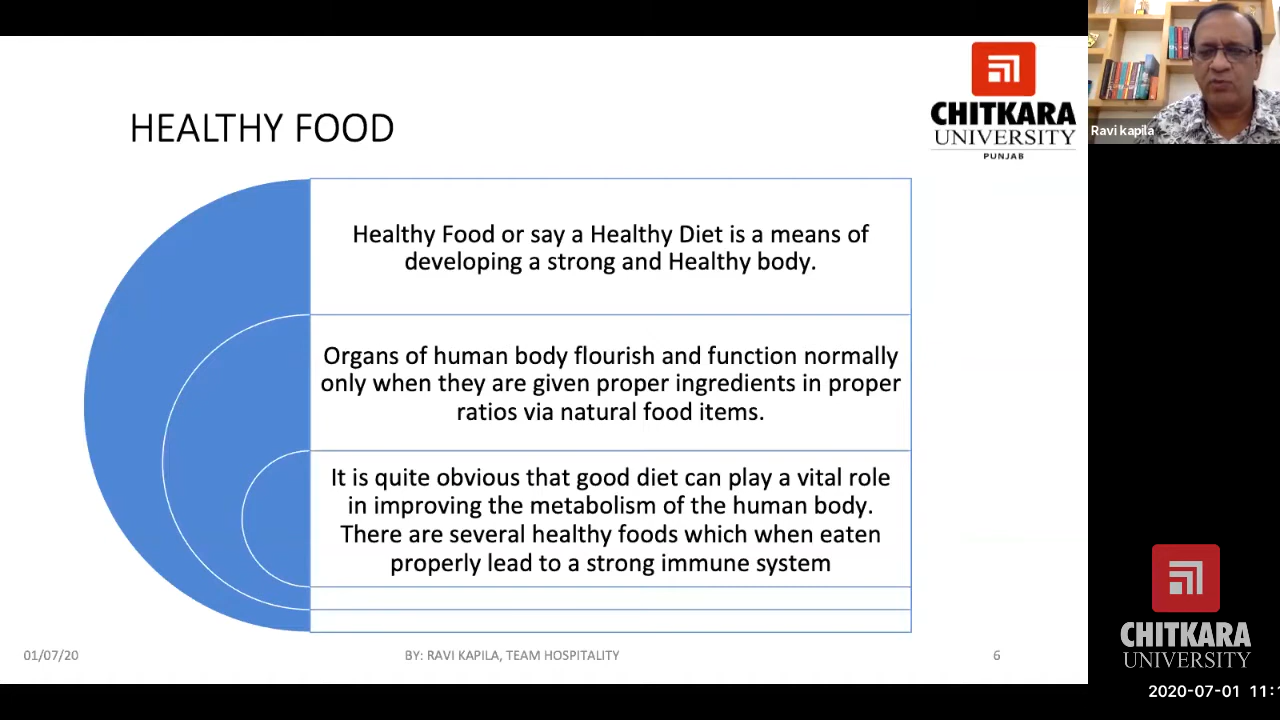 HEALTHY FOOD
CHITKARA
UNIVERSITY
PUNJAB
Ravi kapila
Healthy Food or say a Healthy Diet is a means of
developing a strong and Healthy body.
Organs of human body flourish and function normally
only when they are given proper ingredients in proper
ratios via natural food items.
It is quite obvious that good diet can play a vital role
in improving the metabolism of the human body.
There are several healthy foods which when eaten
properly lead to a strong immune system
01/07/20
BY: RAVI KAPILA, TEAM HOSPITALITY
6
CHITKARA
UNIVERSITY
2020-07-01